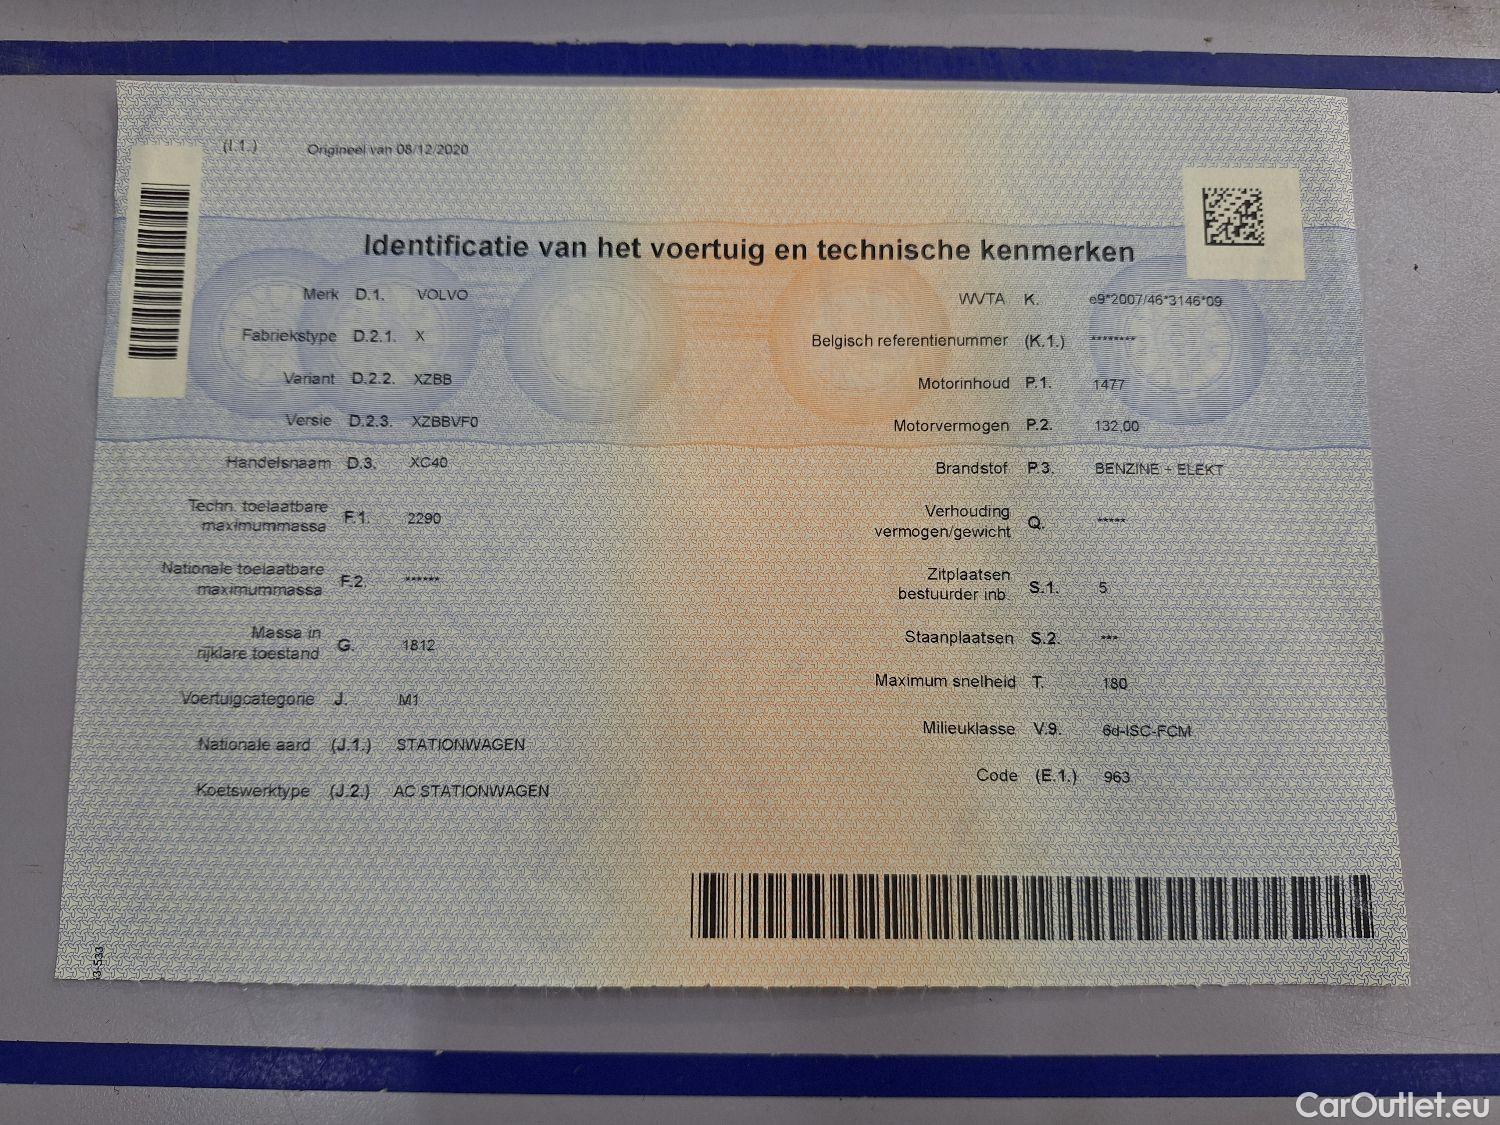 (I.1.) Origineel van 08/12/2020
Identificatie van het voertuig en technische kenmerken
Merk D.1. VOLVO
Fabriekstype D.2.1. X
Variant D.2.2. XZBB
Versie D.2.3. XZBBVF0
Handelsnaam D.3. XC40
Techn. toelaatbare
maximummassa F.1. 2290
Nationale toelaatbare
maximummassa F.2. ******
Massa in
rijklare toestand G. 1812
Voertuigcategorie J. M1
Nationale aard (J.1.) STATIONWAGEN
Koetswerktype (J.2.) AC STATIONWAGEN
WVTA K. e9*2007/46*3146*09
Belgisch referentienummer (K.1.) ********
Motorinhoud P.1. 1477
Motorvermogen P.2. 132,00
Brandstof P.3. BENZINE + ELEKT
Verhouding
vermogen/gewicht Q. *****
Zitplaatsen
bestuurder inb. S.1. 5
Staanplaatsen S.2. ***
Maximum snelheid T. 180
Milieuklasse V.9. 6d-ISC-FCM
Code (E.1.) 963
3-533
CarOutlet.eu